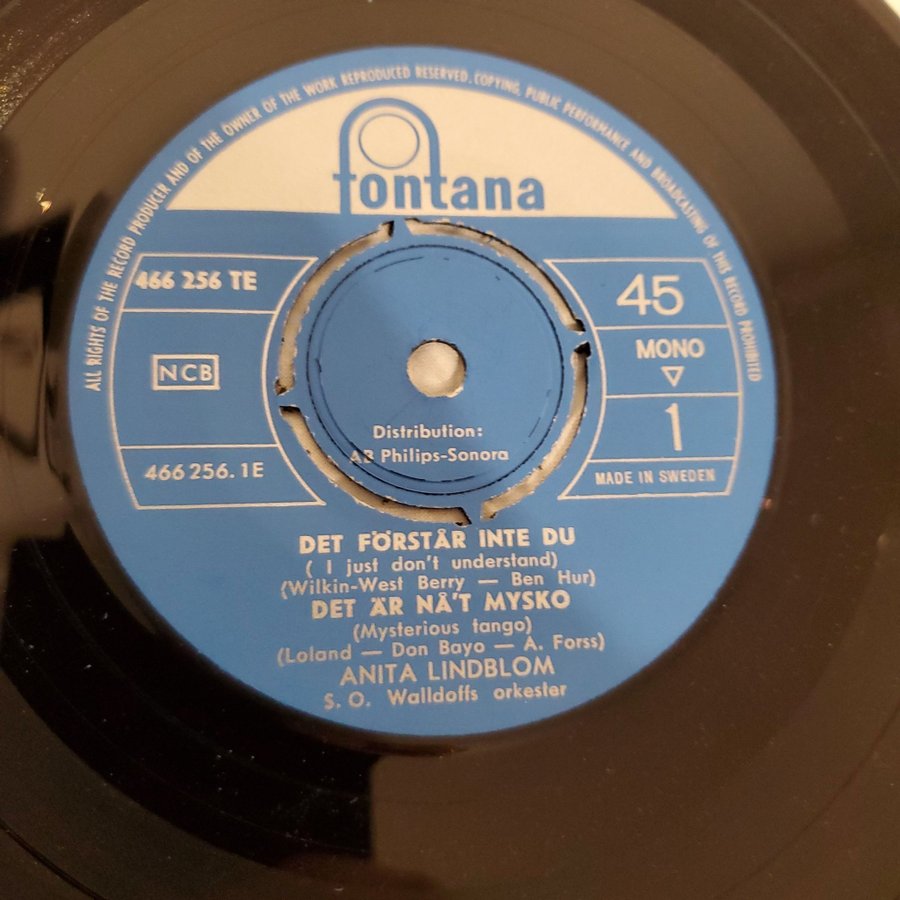 ALL RIGHTS OF THE RECORD PRODUCER AND OF THE OWNER OF THE WORK REPRODUCED RESERVED. COPYING, PUBLIC PERFORMANCE AND BROADCASTING OF THIS RECORD PROHIBITED
fontana
466 256 TE
45
NCB
MONO
1
466 256.1E
MADE IN SWEDEN
Distribution:
AB Philips-Sonora
DET FÖRSTÅR INTE DU
( I just don't understand)
(Wilkin-West Berry — Ben Hur)
DET ÄR NÅ'T MYSKO
(Mysterious tango)
(Loland — Don Bayo — A. Forss)
ANITA LINDBLOM
S. O. Walldoffs orkester